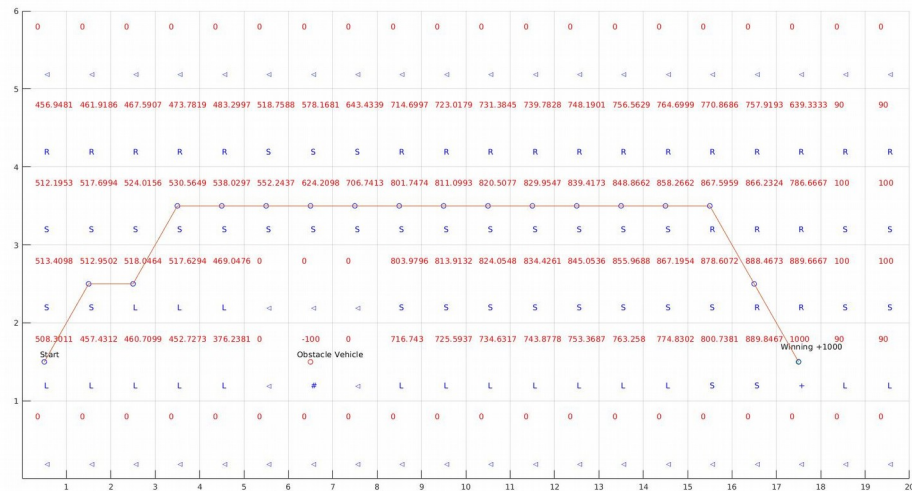 6
0 0 0 0 0 0 0 0 0 0 0 0 0 0 0 0 0 0 0 0
◁ ◁ ◁ ◁ ◁ ◁ ◁ ◁ ◁ ◁ ◁ ◁ ◁ ◁ ◁ ◁ ◁ ◁ ◁ ◁
5
456.9481 461.9186 467.5907 473.7819 483.2997 518.7588 578.1681 643.4339 714.6997 723.0179 731.3845 739.7828 748.1901 756.5629 764.6999 770.8686 757.9193 639.3333 90 90
R R R R R S S S R R R R R R R R R R R R
4
512.1953 517.6994 524.0156 530.5649 538.0297 552.2437 624.2098 706.7413 801.7474 811.0993 820.5077 829.9547 839.4173 848.8662 858.2662 867.5959 866.2324 786.6667 100 100
S S S S S S S S S S S S S S S R R R S S
3
513.4098 512.9502 518.0464 517.6294 469.0476 0 0 0 803.9796 813.9132 824.0548 834.4261 845.0536 855.9688 867.1954 878.6072 888.4673 889.6667 100 100
S S L L L ◁ ◁ ◁ S S S S S S S S R R S S
2
508.3011 457.4312 460.7099 452.7273 376.2381 0 -100 0 716.743 725.5937 734.6317 743.8778 753.3687 763.258 774.8302 800.7381 889.8467 1000 90 90
Winning +1000
Start Obstacle Vehicle
L L L L L ◁ # ◁ L L L L L L L S S + L L
1
0 0 0 0 0 0 0 0 0 0 0 0 0 0 0 0 0 0 0 0
◁ ◁ ◁ ◁ ◁ ◁ ◁ ◁ ◁ ◁ ◁ ◁ ◁ ◁ ◁ ◁ ◁ ◁ ◁ ◁
1 2 3 4 5 6 7 8 9 10 11 12 13 14 15 16 17 18 19 20